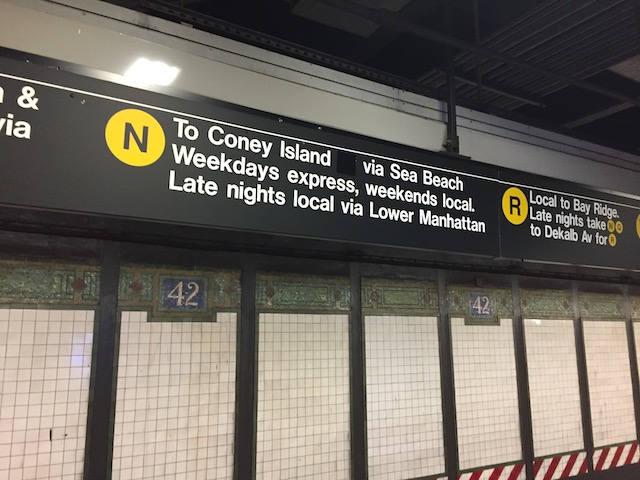 &
via
N
To Coney Island via Sea Beach
Weekdays express, weekends local.
Late nights local via Lower Manhattan
R
Local to Bay Ridge.
Late nights take N Q
to Dekalb Av for R
42
42